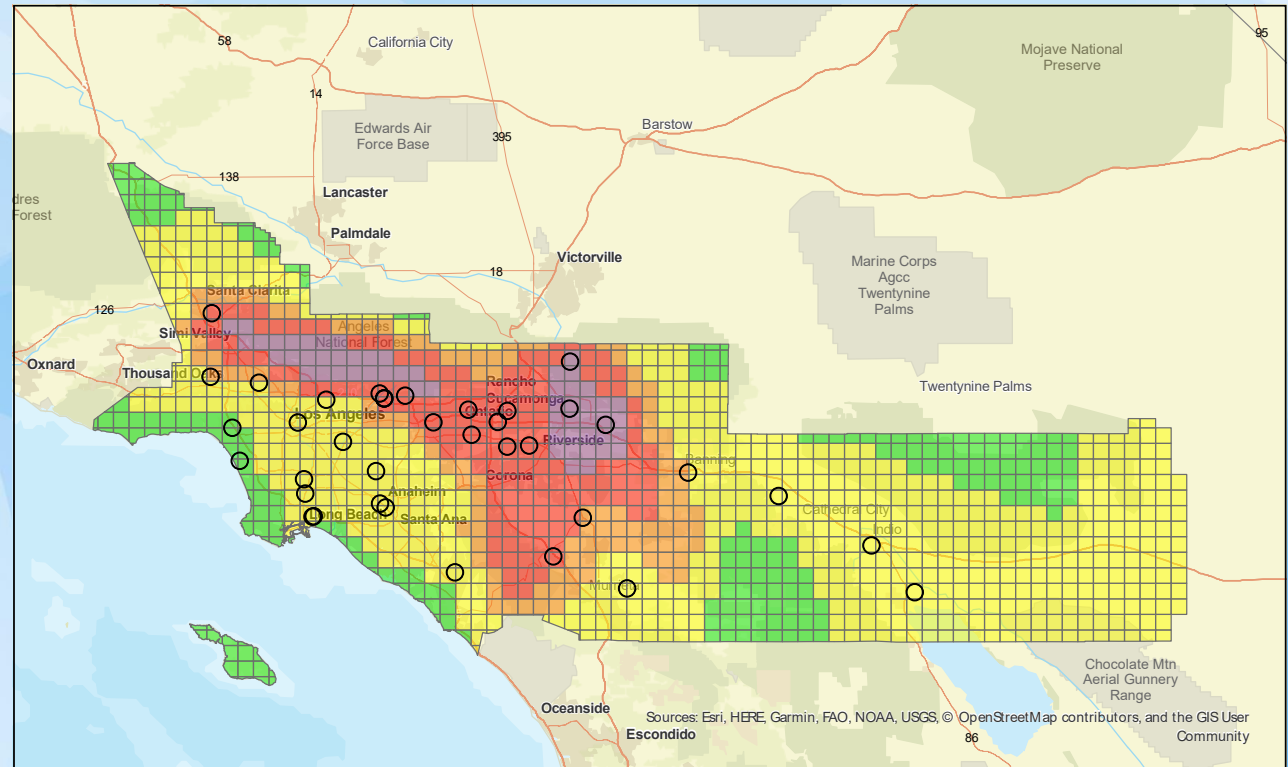 58
California City
95
Mojave National
Preserve
14
Edwards Air
Force Base
395
Barstow
138
Lancaster
dres
Forest
Palmdale
Victorville
Marine Corps
Agcc
Twentynine
Palms
18
Santa Clarita
126
Simi Valley
Angeles
National Forest
Oxnard
Thousand Oaks
Rancho
Cucamonga
Twentynine Palms
Los Angeles
Ontario
Riverside
Banning
Corona
Anaheim
Long Beach
Santa Ana
Cathedral City
Indio
Murrieta
Chocolate Mtn
Aerial Gunnery
Range
Oceanside
Escondido
Sources: Esri, HERE, Garmin, FAO, NOAA, USGS, © OpenStreetMap contributors, and the GIS User
Community
86